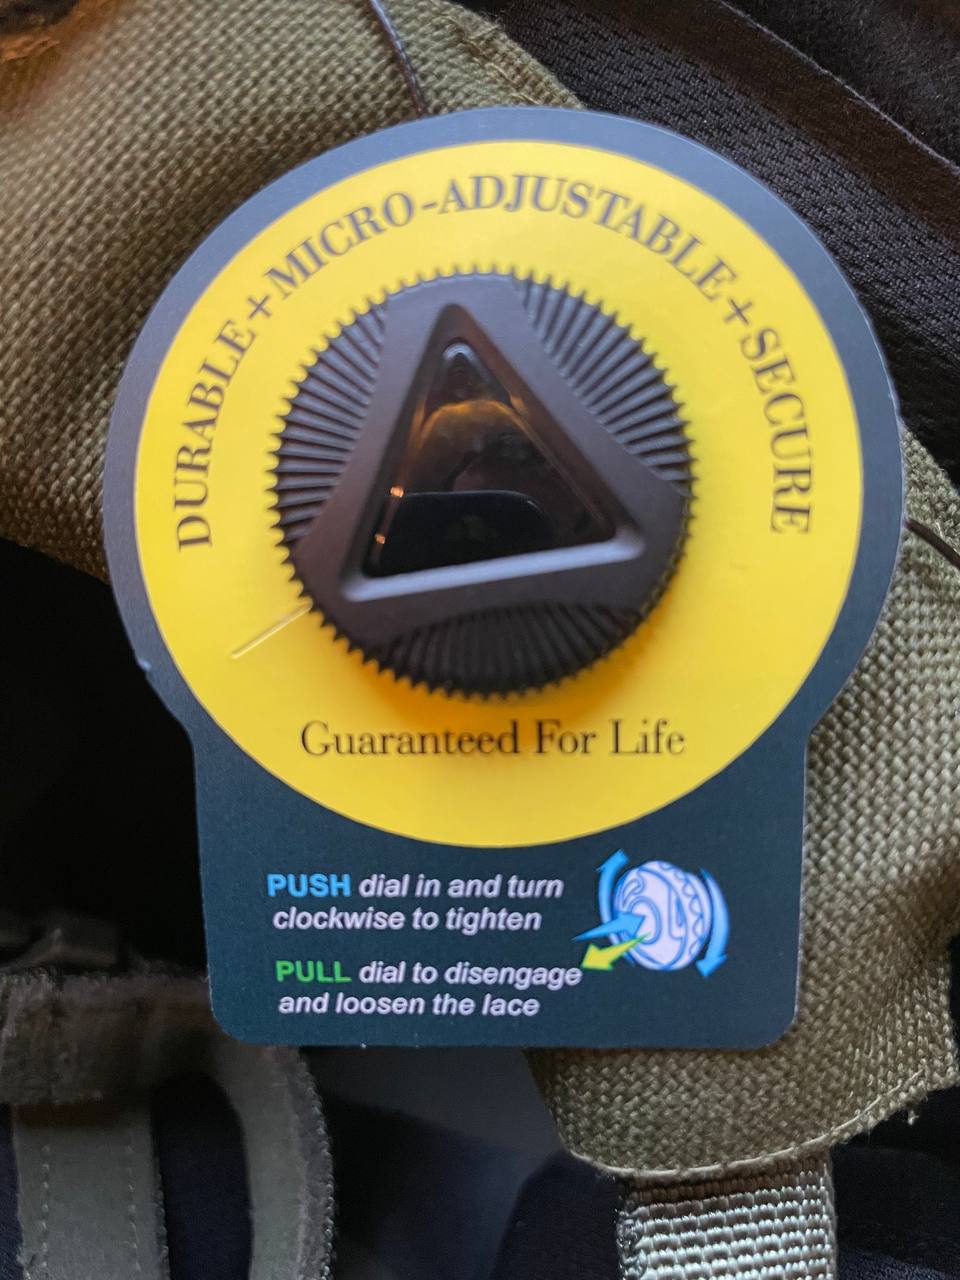 DURABLE + MICRO-ADJUSTABLE + SECURE
Guaranteed For Life
PUSH dial in and turn
clockwise to tighten
PULL dial to disengage
and loosen the lace